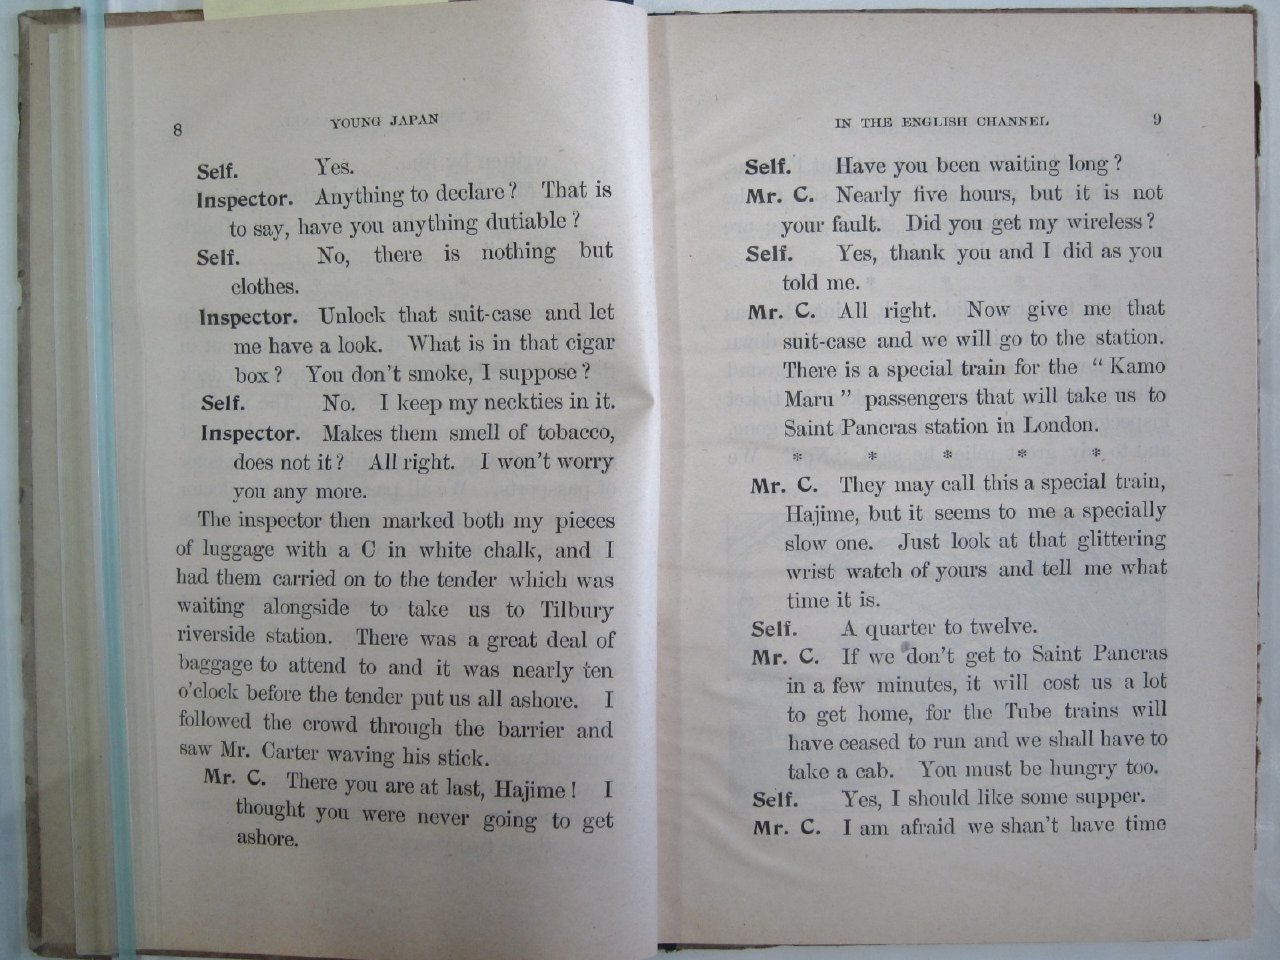 8
YOUNG JAPAN
Self. Yes.
Inspector. Anything to declare? That is
to say, have you anything dutiable?
Self. No, there is nothing but
clothes.
Inspector. Unlock that suit-case and let
me have a look. What is in that cigar
box? You don't smoke, I suppose?
Self. No. I keep my neckties in it.
Inspector. Makes them smell of tobacco,
does not it? All right. I won't worry
you any more.
The inspector then marked both my pieces
of luggage with a C in white chalk, and I
had them carried on to the tender which was
waiting alongside to take us to Tilbury
riverside station. There was a great deal of
baggage to attend to and it was nearly ten
o'clock before the tender put us all ashore. I
followed the crowd through the barrier and
saw Mr. Carter waving his stick.
Mr. C. There you are at last, Hajime! I
thought you were never going to get
ashore.
IN THE ENGLISH CHANNEL
9
Self. Have you been waiting long?
Mr. C. Nearly five hours, but it is not
your fault. Did you get my wireless?
Self. Yes, thank you and I did as you
told me.
Mr. C. All right. Now give me that
suit-case and we will go to the station.
There is a special train for the "Kamo
Maru" passengers that will take us to
Saint Pancras station in London.
* * * * *
Mr. C. They may call this a special train,
Hajime, but it seems to me a specially
slow one. Just look at that glittering
wrist watch of yours and tell me what
time it is.
Self. A quarter to twelve.
Mr. C. If we don't get to Saint Pancras
in a few minutes, it will cost us a lot
to get home, for the Tube trains will
have ceased to run and we shall have to
take a cab. You must be hungry too.
Self. Yes, I should like some supper.
Mr. C. I am afraid we shan't have time